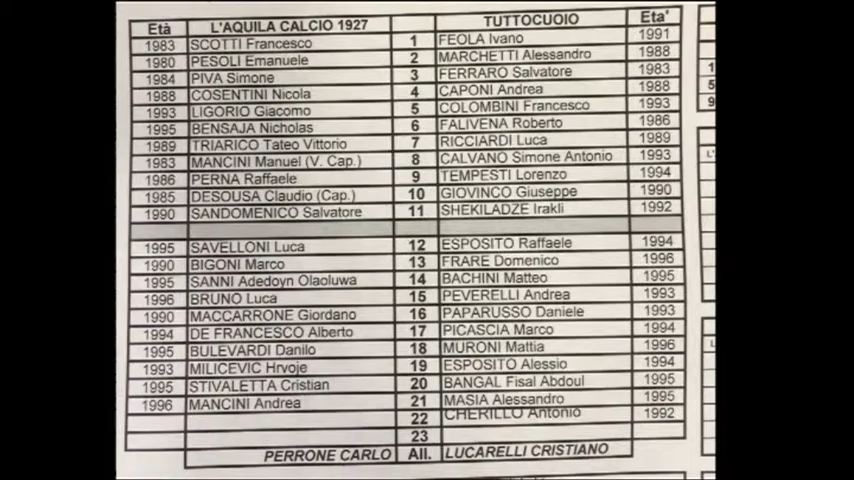 Età L'AQUILA CALCIO 1927 TUTTOCUOIO Eta'
1983 SCOTTI Francesco 1 FEOLA Ivano 1991
1980 PESOLI Emanuele 2 MARCHETTI Alessandro 1988
1984 PIVA Simone 3 FERRARO Salvatore 1983
1988 COSENTINI Nicola 4 CAPONI Andrea 1988
1993 LIGORIO Giacomo 5 COLOMBINI Francesco 1993
1995 BENSAJA Nicholas 6 FALIVENA Roberto 1986
1989 TRIARICO Tateo Vittorio 7 RICCIARDI Luca 1989
1983 MANCINI Manuel (V. Cap.) 8 CALVANO Simone Antonio 1993
1986 PERNA Raffaele 9 TEMPESTI Lorenzo 1994
1985 DESOUSA Claudio (Cap.) 10 GIOVINCO Giuseppe 1990
1990 SANDOMENICO Salvatore 11 SHEKILADZE Irakli 1992
1995 SAVELLONI Luca 12 ESPOSITO Raffaele 1994
1990 BIGONI Marco 13 FRARE Domenico 1996
1995 SANNI Adedoyn Olaoluwa 14 BACHINI Matteo 1995
1996 BRUNO Luca 15 PEVERELLI Andrea 1993
1990 MACCARRONE Giordano 16 PAPARUSSO Daniele 1993
1994 DE FRANCESCO Alberto 17 PICASCIA Marco 1994
1995 BULEVARDI Danilo 18 MURONI Mattia 1996
1993 MILICEVIC Hrvoje 19 ESPOSITO Alessio 1994
1995 STIVALETTA Cristian 20 BANGAL Fisal Abdoul 1995
1996 MANCINI Andrea 21 MASIA Alessandro 1995
22 CHERILLO Antonio 1992
23
PERRONE CARLO All. LUCARELLI CRISTIANO